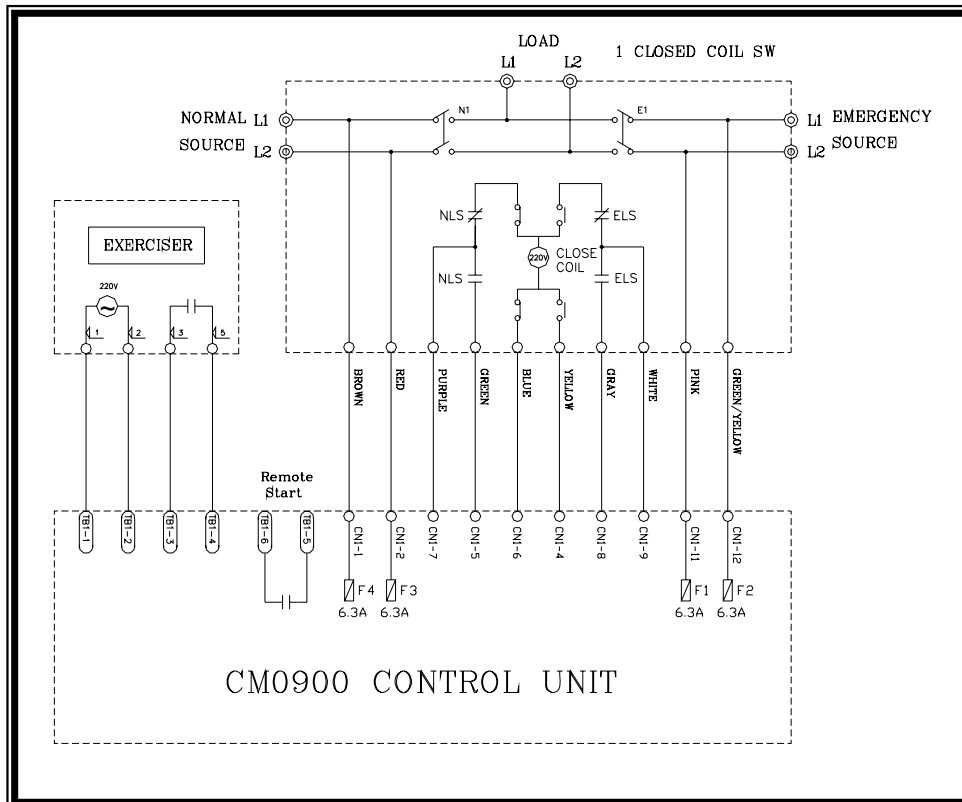 LOAD
L1 L2
1 CLOSED COIL SW
NORMAL L1
SOURCE L2
N1
E1
L1 EMERGENCY
L2 SOURCE
NLS
ELS
220V
CLOSE
COIL
NLS
ELS
EXERCISER
220V
1 2 3 5
BROWN
RED
PURPLE
GREEN
BLUE
YELLOW
GRAY
WHITE
PINK
GREEN/YELLOW
Remote
Start
TB1-1
TB1-2
TB1-3
TB1-4
TB1-6
TB1-5
CN1-1
CN1-2
CN1-7
CN1-5
CN1-6
CN1-4
CN1-8
CN1-9
CN1-11
CN1-12
F4 F3 F1 F2
6.3A 6.3A 6.3A 6.3A
CM0900 CONTROL UNIT